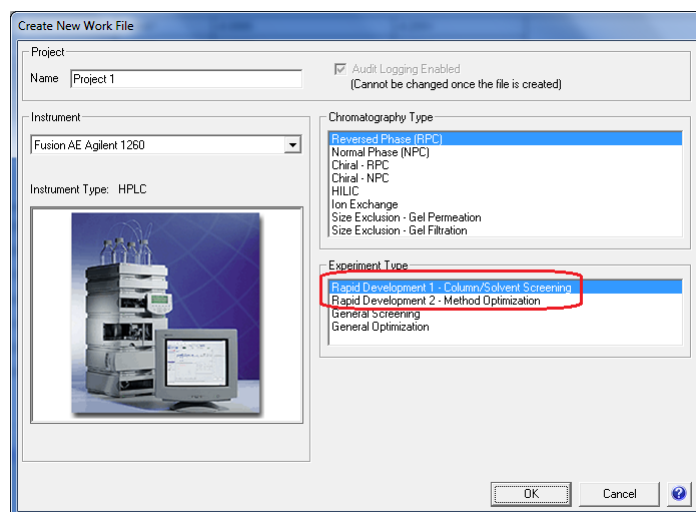 Create New Work File
Project
Name Project 1
Audit Logging Enabled
(Cannot be changed once the file is created)
Instrument
Fusion AE Agilent 1260
Instrument Type: HPLC
Chromatography Type
Reversed Phase (RPC)
Normal Phase (NPC)
Chiral - RPC
Chiral - NPC
HILIC
Ion Exchange
Size Exclusion - Gel Permeation
Size Exclusion - Gel Filtration
Experiment Type
Rapid Development 1 - Column/Solvent Screening
Rapid Development 2 - Method Optimization
General Screening
General Optimization
OK
Cancel
?